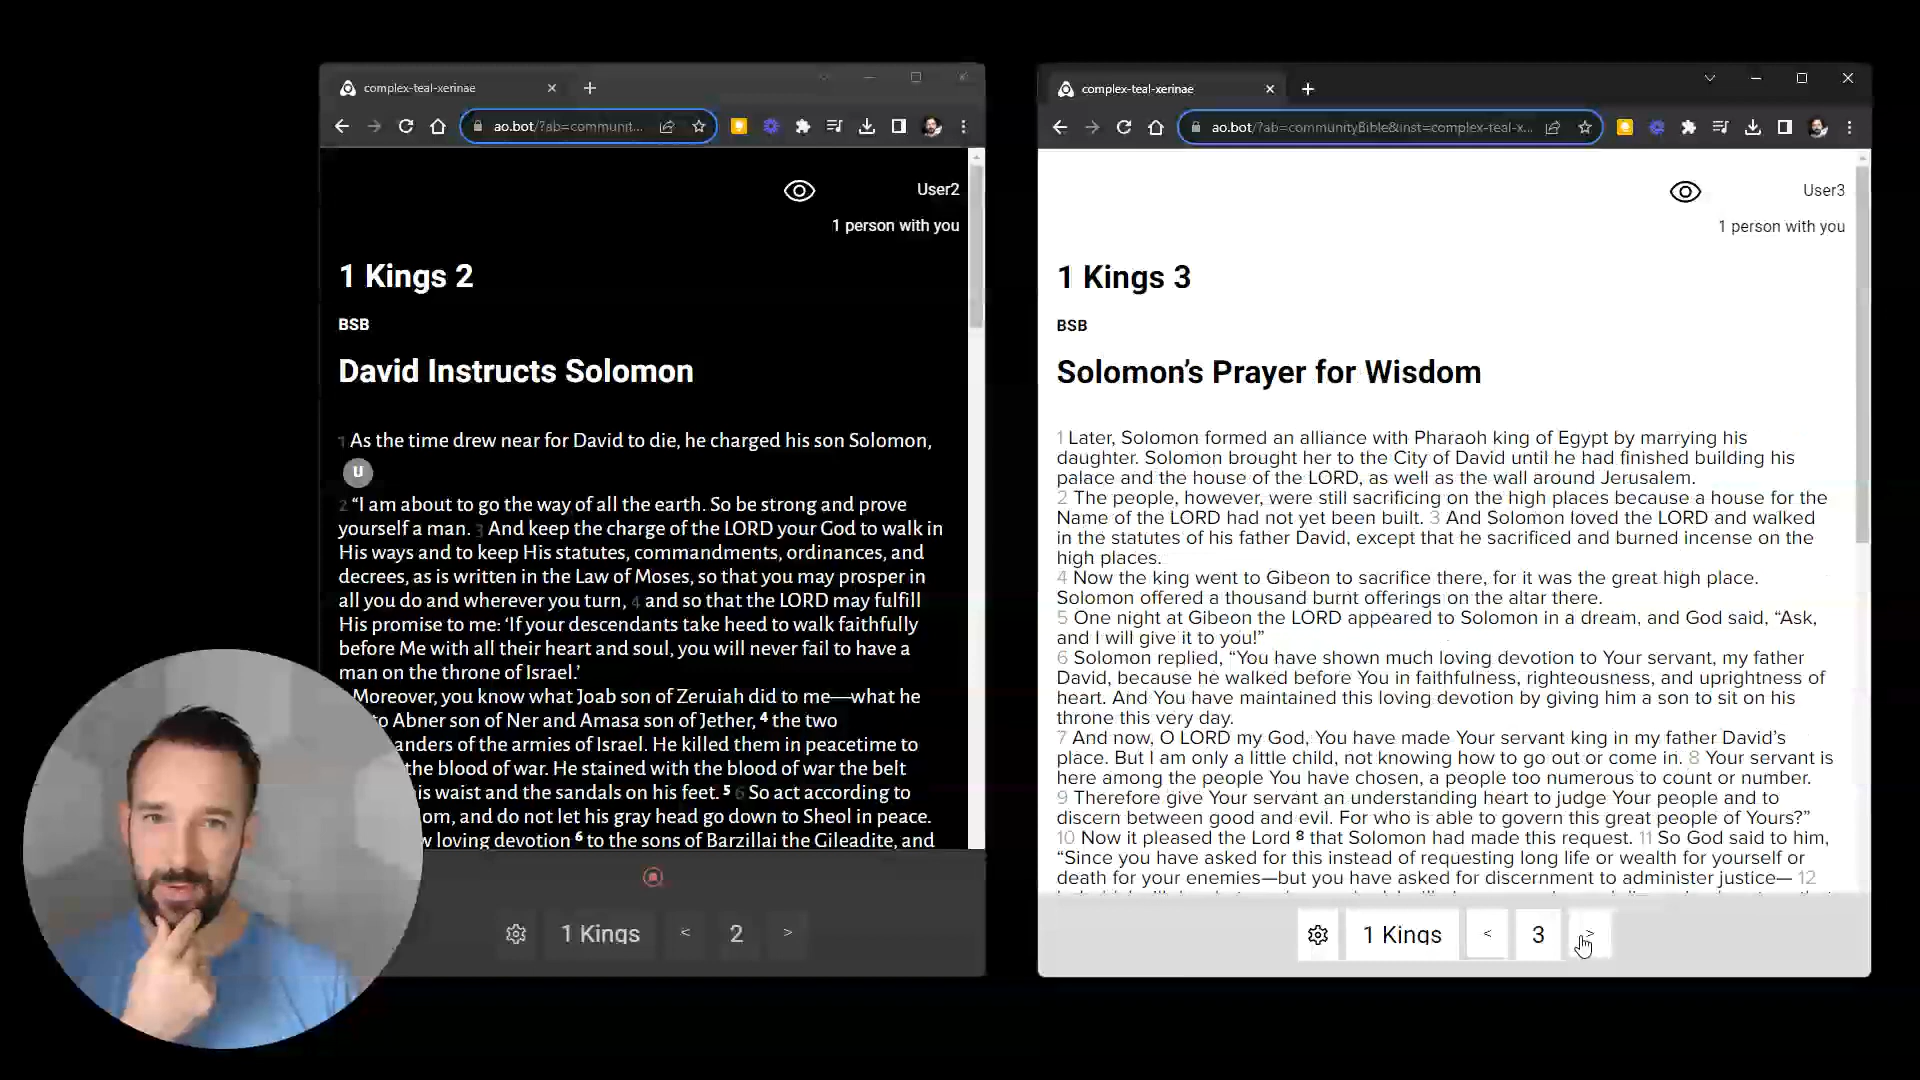 complex-teal-xerinae
ao.bot/?ab=communit...
User2
1 person with you
1 Kings 2
BSB
David Instructs Solomon
1 As the time drew near for David to die, he charged his son Solomon,
U
2 “I am about to go the way of all the earth. So be strong and prove
yourself a man. 3 And keep the charge of the LORD your God to walk in
His ways and to keep His statutes, commandments, ordinances, and
decrees, as is written in the Law of Moses, so that you may prosper in
all you do and wherever you turn, 4 and so that the LORD may fulfill
His promise to me: ‘If your descendants take heed to walk faithfully
before Me with all their heart and soul, you will never fail to have a
man on the throne of Israel.’
Moreover, you know what Joab son of Zeruiah did to me—what he
to Abner son of Ner and Amasa son of Jether, 4 the two
anders of the armies of Israel. He killed them in peacetime to
the blood of war. He stained with the blood of war the belt
is waist and the sandals on his feet. 5 6 So act according to
om, and do not let his gray head go down to Sheol in peace.
w loving devotion 6 to the sons of Barzillai the Gileadite, and
1 Kings < 2 >
complex-teal-xerinae
ao.bot/?ab=communityBible&inst=complex-teal-x...
User3
1 person with you
1 Kings 3
BSB
Solomon’s Prayer for Wisdom
1 Later, Solomon formed an alliance with Pharaoh king of Egypt by marrying his
daughter. Solomon brought her to the City of David until he had finished building his
palace and the house of the LORD, as well as the wall around Jerusalem.
2 The people, however, were still sacrificing on the high places because a house for the
Name of the LORD had not yet been built. 3 And Solomon loved the LORD and walked
in the statutes of his father David, except that he sacrificed and burned incense on the
high places.
4 Now the king went to Gibeon to sacrifice there, for it was the great high place.
Solomon offered a thousand burnt offerings on the altar there.
5 One night at Gibeon the LORD appeared to Solomon in a dream, and God said, “Ask,
and I will give it to you!”
6 Solomon replied, “You have shown much loving devotion to Your servant, my father
David, because he walked before You in faithfulness, righteousness, and uprightness of
heart. And You have maintained this loving devotion by giving him a son to sit on his
throne this very day.
7 And now, O LORD my God, You have made Your servant king in my father David’s
place. But I am only a little child, not knowing how to go out or come in. 8 Your servant is
here among the people You have chosen, a people too numerous to count or number.
9 Therefore give Your servant an understanding heart to judge Your people and to
discern between good and evil. For who is able to govern this great people of Yours?”
10 Now it pleased the Lord 8 that Solomon had made this request. 11 So God said to him,
“Since you have asked for this instead of requesting long life or wealth for yourself or
death for your enemies—but you have asked for discernment to administer justice— 12
1 Kings < 3 >